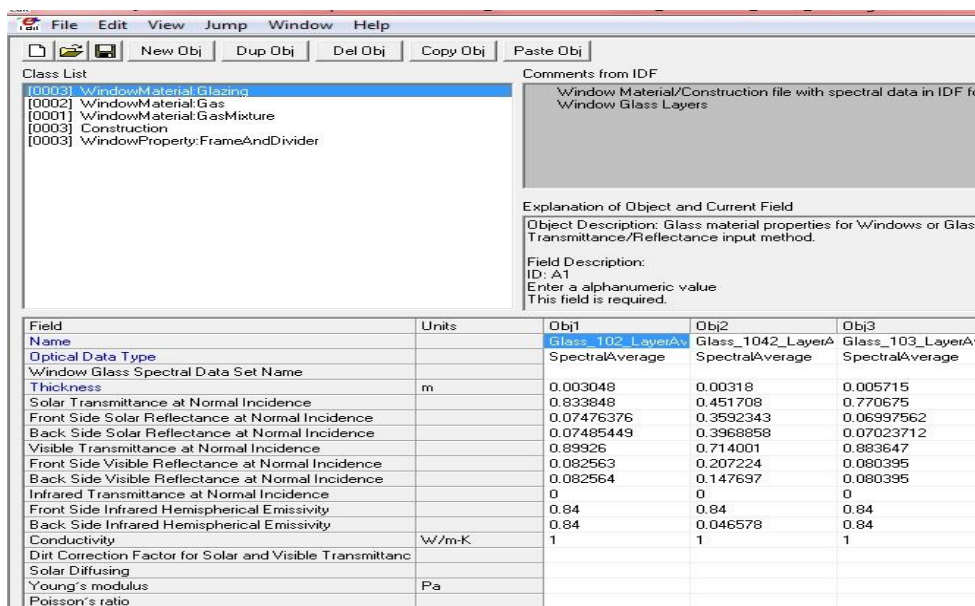 File Edit View Jump Window Help
New Obj Dup Obj Del Obj Copy Obj Paste Obj
Class List
[0003] WindowMaterial:Glazing
[0002] WindowMaterial:Gas
[0001] WindowMaterial:GasMixture
[0003] Construction
[0003] WindowProperty:FrameAndDivider
Comments from IDF
Window Material/Construction file with spectral data in IDF fo
Window Glass Layers
Explanation of Object and Current Field
Object Description: Glass material properties for Windows or Glas
Transmittance/Reflectance input method.
Field Description:
ID: A1
Enter a alphanumeric value
This field is required.
Field Units Obj1 Obj2 Obj3
Name Glass_102_LayerAv Glass_1042_LayerA Glass_103_LayerAv
Optical Data Type SpectralAverage SpectralAverage SpectralAverage
Window Glass Spectral Data Set Name
Thickness m 0.003048 0.00318 0.005715
Solar Transmittance at Normal Incidence 0.833848 0.451708 0.770675
Front Side Solar Reflectance at Normal Incidence 0.07476376 0.3592343 0.06997562
Back Side Solar Reflectance at Normal Incidence 0.07485449 0.3968858 0.07023712
Visible Transmittance at Normal Incidence 0.89926 0.714001 0.883647
Front Side Visible Reflectance at Normal Incidence 0.082563 0.207224 0.080395
Back Side Visible Reflectance at Normal Incidence 0.082564 0.147697 0.080395
Infrared Transmittance at Normal Incidence 0 0 0
Front Side Infrared Hemispherical Emissivity 0.84 0.84 0.84
Back Side Infrared Hemispherical Emissivity 0.84 0.046578 0.84
Conductivity W/m-K 1 1 1
Dirt Correction Factor for Solar and Visible Transmittanc
Solar Diffusing
Young's modulus Pa
Poisson's ratio